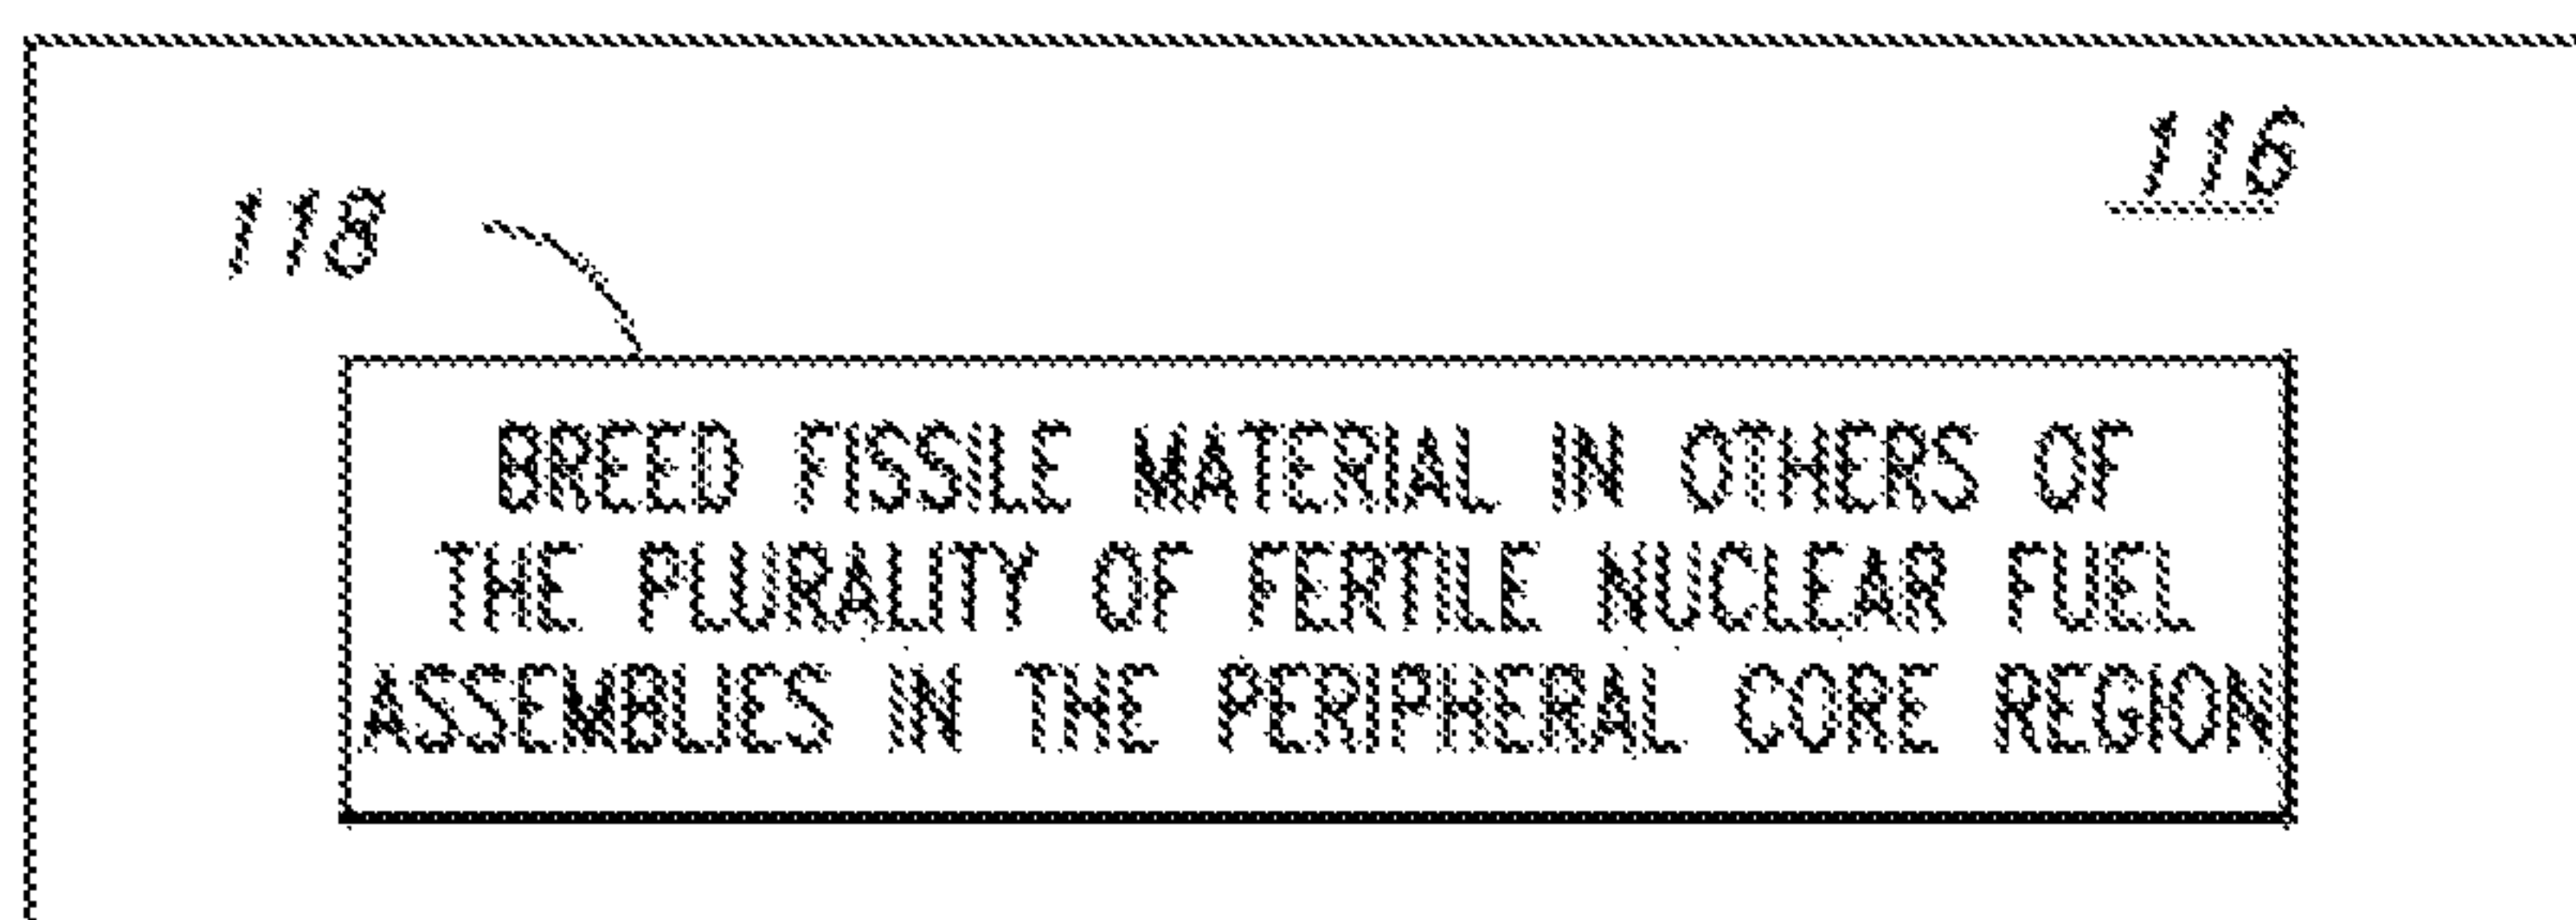 116
118
BREED FISSILE MATERIAL IN OTHERS OF
THE PLURALITY OF FERTILE NUCLEAR FUEL
ASSEMBLIES IN THE PERIPHERAL CORE REGION